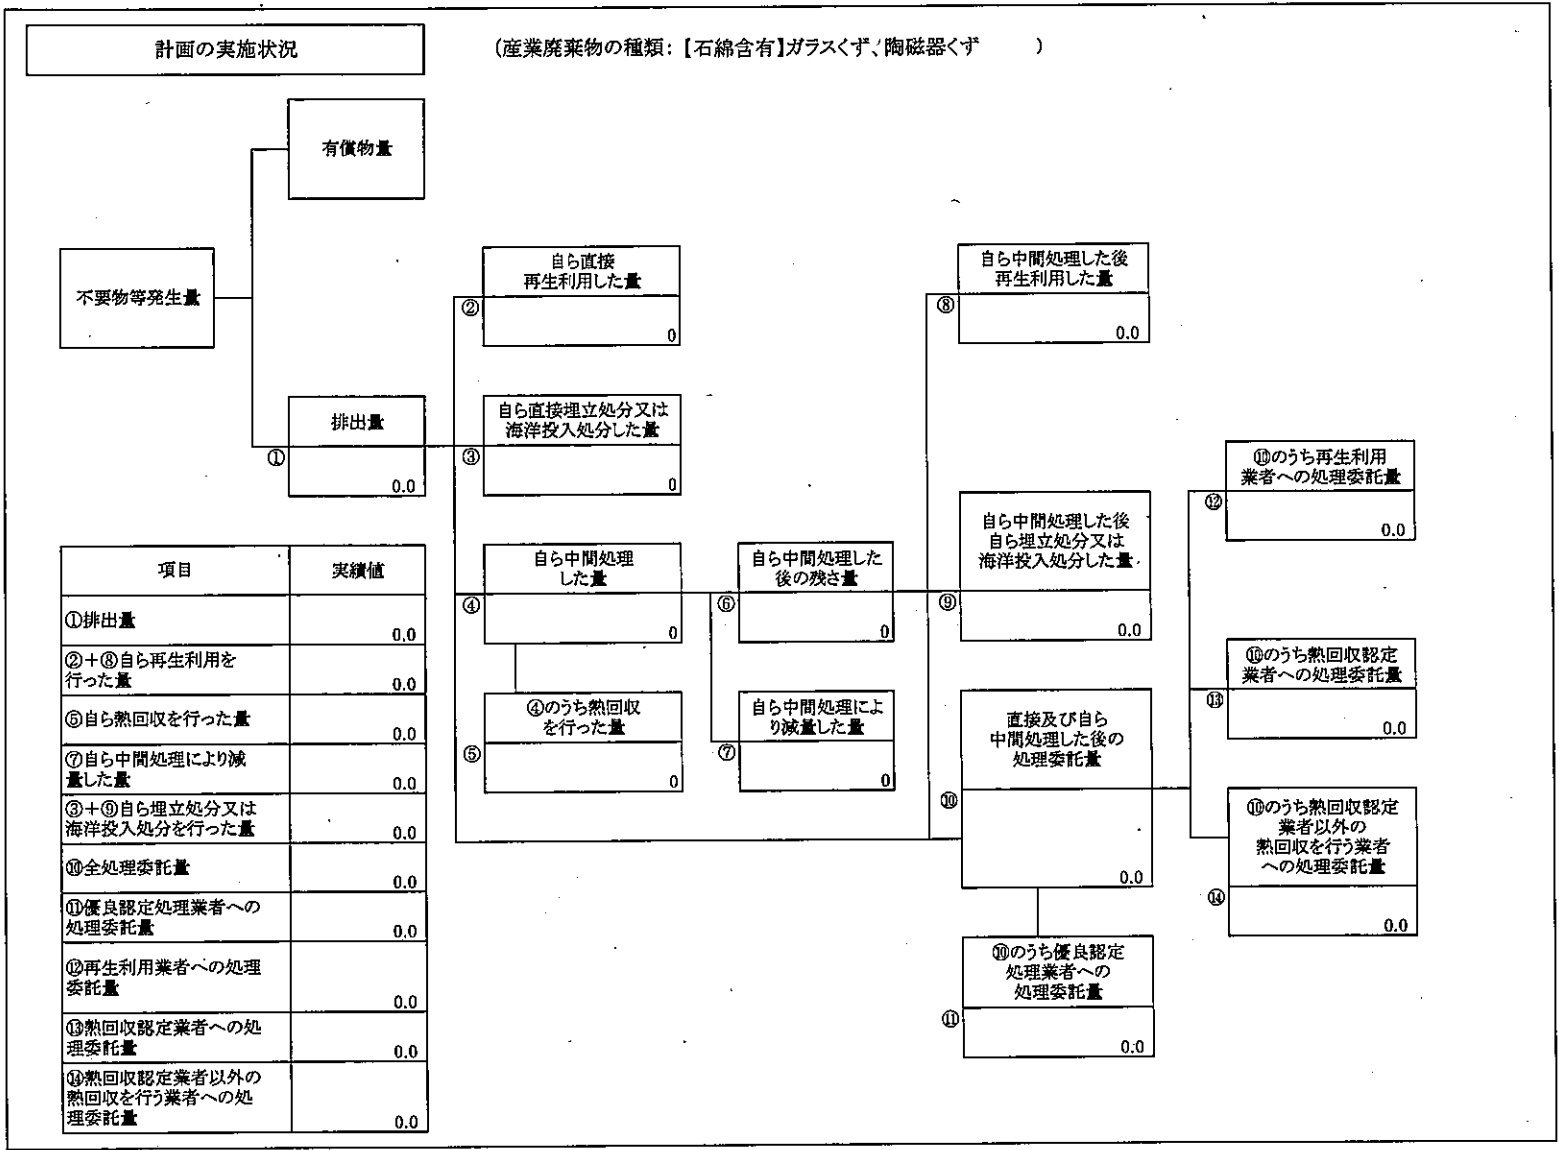 計画の実施状況
(産業廃棄物の種類:【石綿含有】ガラスくず、陶磁器くず )
有償物量
不要物等発生量
排出量
①
0.0
自ら直接
再生利用した量
②
0
自ら直接埋立処分又は
海洋投入処分した量
③
0
自ら中間処理
した量
④
0
④のうち熱回収
を行った量
⑤
0
自ら中間処理した
後の残さ量
⑥
0
自ら中間処理によ
り減量した量
⑦
0
自ら中間処理した後
再生利用した量
⑧
0.0
自ら中間処理した後
自ら埋立処分又は
海洋投入処分した量
⑨
0.0
直接及び自ら
中間処理した後の
処理委託量
⑩
0.0
⑩のうち優良認定
処理業者への
処理委託量
⑪
0.0
⑩のうち再生利用
業者への処理委託量
⑫
0.0
⑩のうち熱回収認定
業者への処理委託量
⑬
0.0
⑩のうち熱回収認定
業者以外の
熱回収を行う業者
への処理委託量
⑭
0.0
項目 実績値
①排出量
0.0
②+⑧自ら再生利用を
行った量
0.0
⑤自ら熱回収を行った量
0.0
⑦自ら中間処理により減
量した量
0.0
③+⑨自ら埋立処分又は
海洋投入処分を行った量
0.0
⑩全処理委託量
0.0
⑪優良認定処理業者への
処理委託量
0.0
⑫再生利用業者への処理
委託量
0.0
⑬熱回収認定業者への処
理委託量
0.0
⑭熱回収認定業者以外の
熱回収を行う業者への処
理委託量
0.0